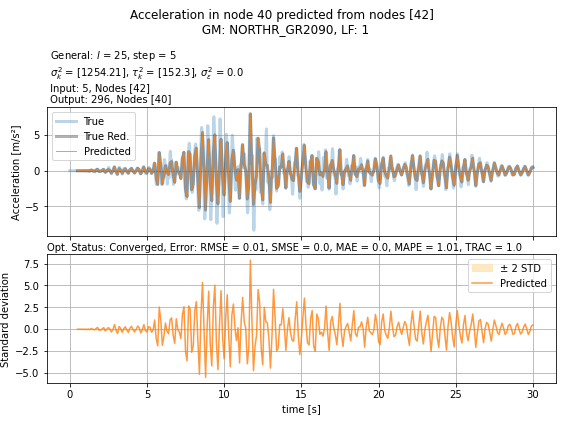 Acceleration in node 40 predicted from nodes [42]
GM: NORTHR_GR2090, LF: 1
General: l = 25, step = 5
σ²ₖ = [1254.21], τ²ₖ = [152.3], σ²ₑ = 0.0
Input: 5, Nodes [42]
Output: 296, Nodes [40]
Acceleration [m/s²]
5
0
−5
True
True Red.
Predicted
Opt. Status: Converged, Error: RMSE = 0.01, SMSE = 0.0, MAE = 0.0, MAPE = 1.01, TRAC = 1.0
Standard deviation
7.5
5.0
2.5
0.0
−2.5
−5.0
± 2 STD
Predicted
0 5 10 15 20 25 30
time [s]